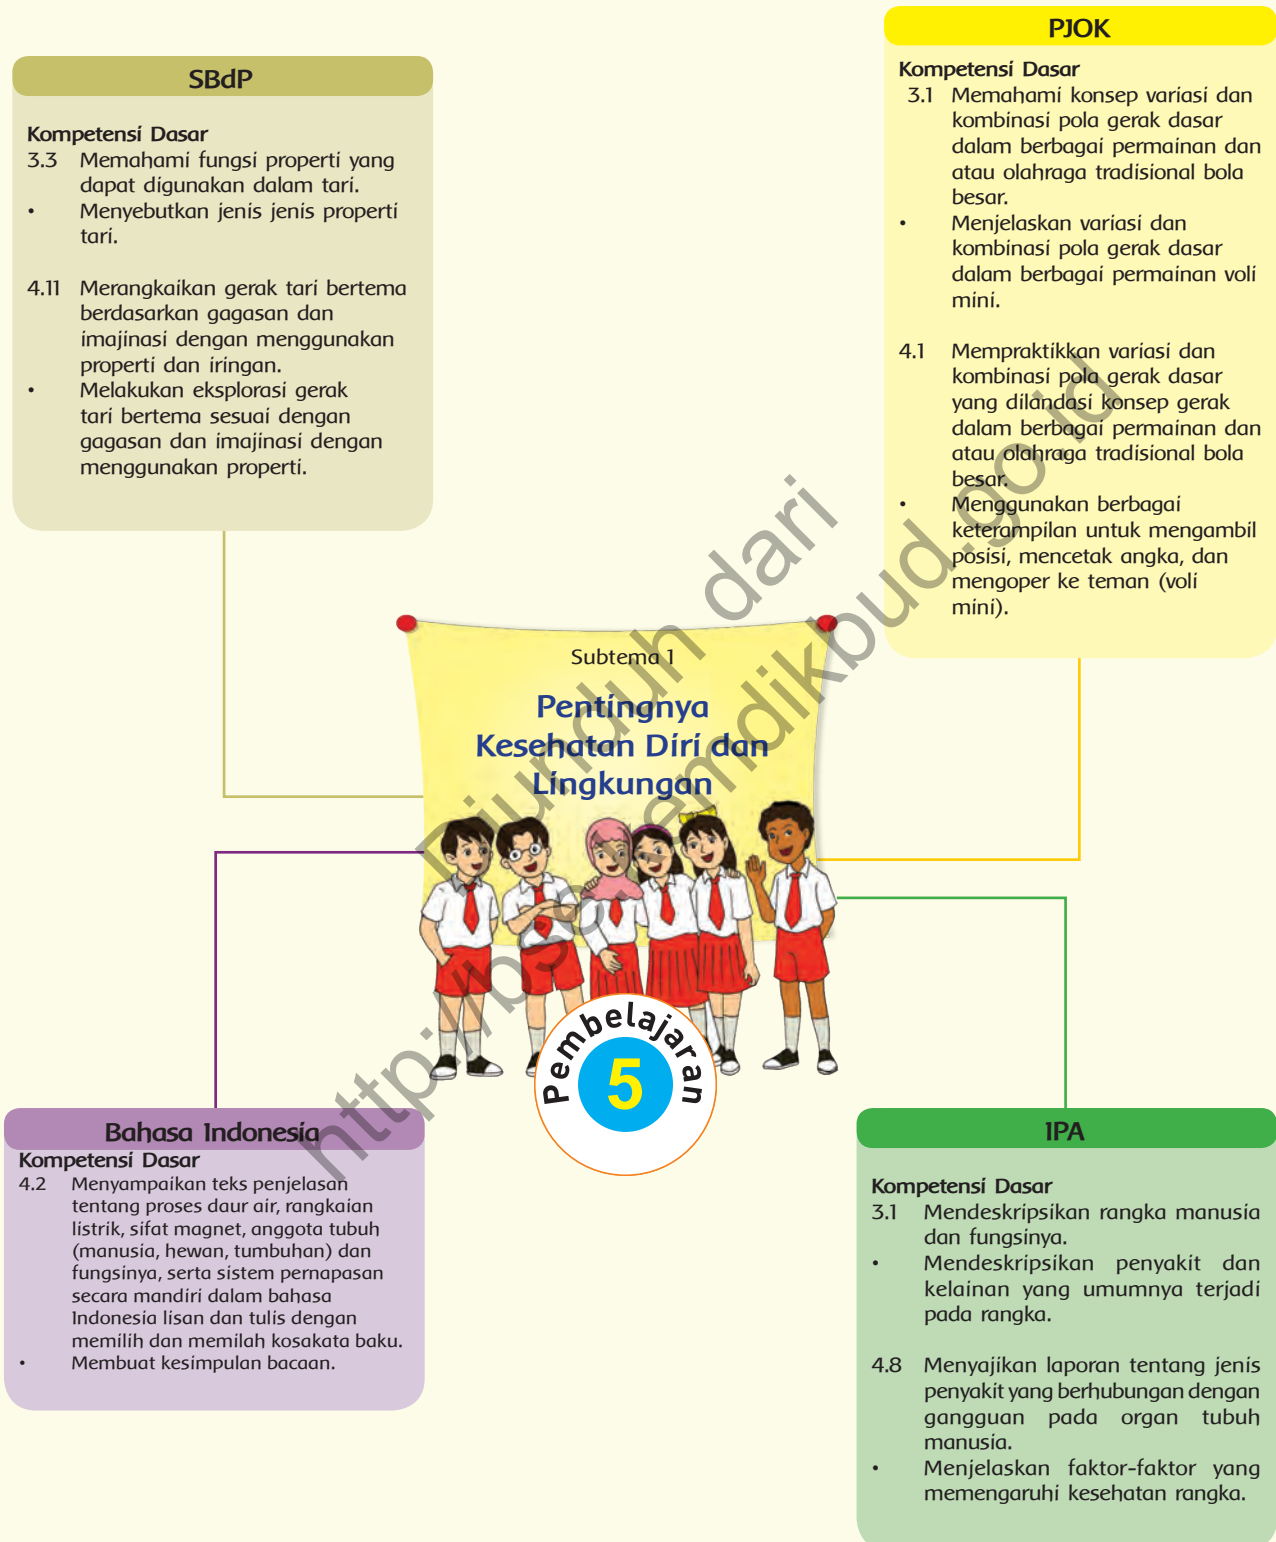 SBdP
Kompetensi Dasar
3.3 Memahami fungsi properti yang
dapat digunakan dalam tari.
• Menyebutkan jenis jenis properti
tari.
4.11 Merangkaikan gerak tari bertema
berdasarkan gagasan dan
imajinasi dengan menggunakan
properti dan iringan.
• Melakukan eksplorasi gerak
tari bertema sesuai dengan
gagasan dan imajinasi dengan
menggunakan properti.
PJOK
Kompetensi Dasar
3.1 Memahami konsep variasi dan
kombinasi pola gerak dasar
dalam berbagai permainan dan
atau olahraga tradisional bola
besar.
• Menjelaskan variasi dan
kombinasi pola gerak dasar
dalam berbagai permainan voli
mini.
4.1 Mempraktikkan variasi dan
kombinasi pola gerak dasar
yang dilandasi konsep gerak
dalam berbagai permainan dan
atau olahraga tradisional bola
besar.
• Menggunakan berbagai
keterampilan untuk mengambil
posisi, mencetak angka, dan
mengoper ke teman (voli
mini).
Subtema 1
Pentingnya
Kesehatan Diri dan
Lingkungan
Pembelajaran
5
Bahasa Indonesia
Kompetensi Dasar
4.2 Menyampaikan teks penjelasan
tentang proses daur air, rangkaian
listrik, sifat magnet, anggota tubuh
(manusia, hewan, tumbuhan) dan
fungsinya, serta sistem pernapasan
secara mandiri dalam bahasa
Indonesia lisan dan tulis dengan
memilih dan memilah kosakata baku.
• Membuat kesimpulan bacaan.
IPA
Kompetensi Dasar
3.1 Mendeskripsikan rangka manusia
dan fungsinya.
• Mendeskripsikan penyakit dan
kelainan yang umumnya terjadi
pada rangka.
4.8 Menyajikan laporan tentang jenis
penyakit yang berhubungan dengan
gangguan pada organ tubuh
manusia.
• Menjelaskan faktor-faktor yang
memengaruhi kesehatan rangka.
Diunduh dari
http://bse.kemdikbud.go.id